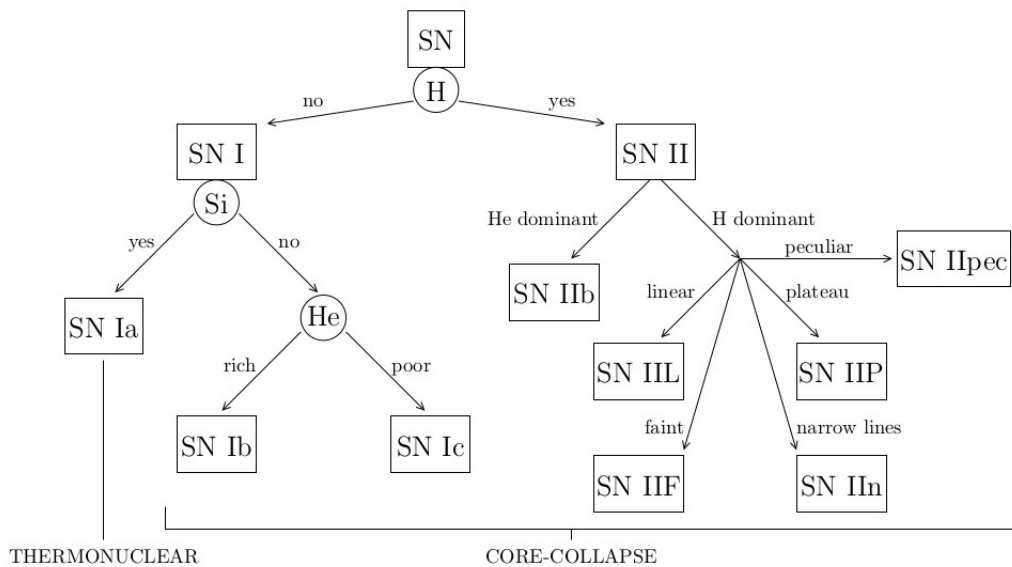 SN
H
no
yes
SN I
SN II
Si
He dominant
H dominant
yes
no
peculiar
SN IIpec
SN IIb
linear
plateau
SN Ia
He
rich
poor
SN IIL
SN IIP
faint
narrow lines
SN Ib
SN Ic
SN IIF
SN IIn
THERMONUCLEAR
CORE-COLLAPSE